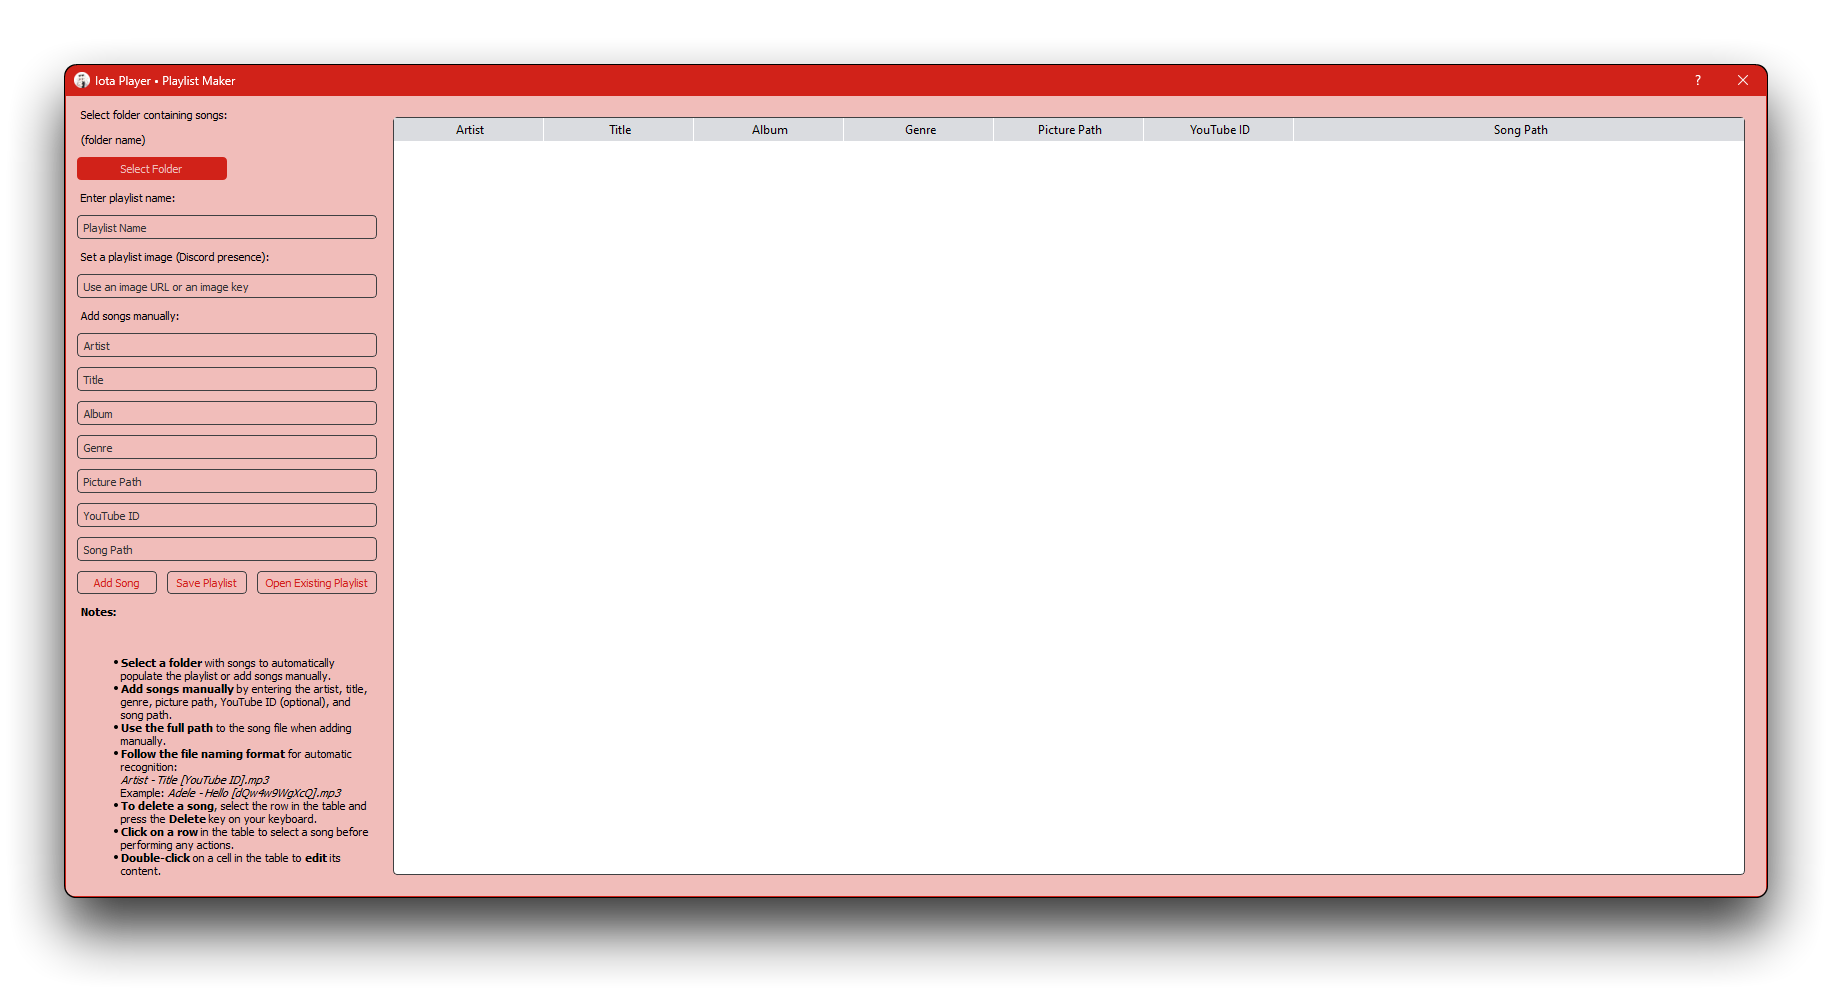 Iota Player • Playlist Maker
?
Select folder containing songs:
(folder name)
Select Folder
Enter playlist name:
Playlist Name
Set a playlist image (Discord presence):
Use an image URL or an image key
Add songs manually:
Artist
Title
Album
Genre
Picture Path
YouTube ID
Song Path
Add Song Save Playlist Open Existing Playlist
Notes:
• Select a folder with songs to automatically
populate the playlist or add songs manually.
• Add songs manually by entering the artist, title,
genre, picture path, YouTube ID (optional), and
song path.
• Use the full path to the song file when adding
manually.
• Follow the file naming format for automatic
recognition:
Artist - Title [YouTube ID].mp3
Example: Adele - Hello [dQw4w9WgXcQ].mp3
• To delete a song, select the row in the table and
press the Delete key on your keyboard.
• Click on a row in the table to select a song before
performing any actions.
• Double-click on a cell in the table to edit its
content.
Artist Title Album Genre Picture Path YouTube ID Song Path